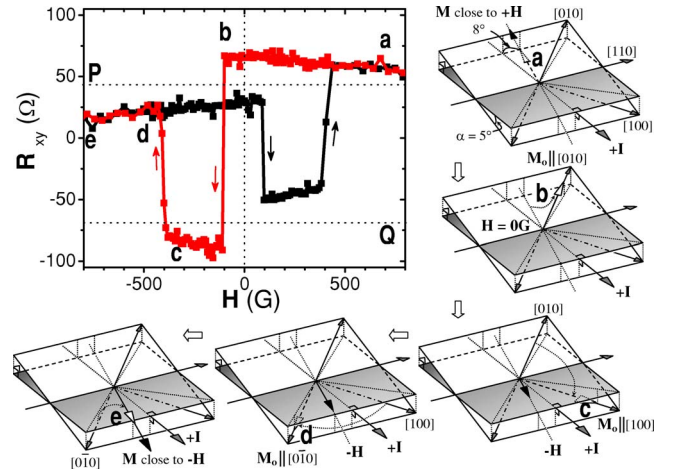 R xy (Ω)
100
50
0
-50
-100
P
Q
a
b
c
d
e
-500
0
500
H (G)
M close to +H
[010]
8°
a
[110]
α = 5°
[100]
+I
M₀||[010]
b
H = 0G
+I
[010]
c
M₀||[100]
-H
+I
d
[100]
M₀||[01̄0]
-H
+I
e
[01̄0]
+I
M close to -H